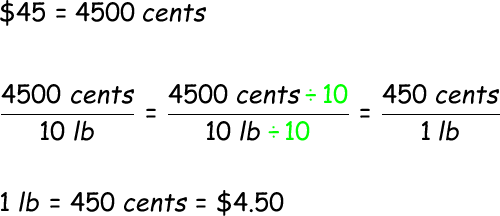 $45 = 4500 cents
4500 cents / 10 lb = 4500 cents ÷ 10 / 10 lb ÷ 10 = 450 cents / 1 lb
1 lb = 450 cents = $4.50